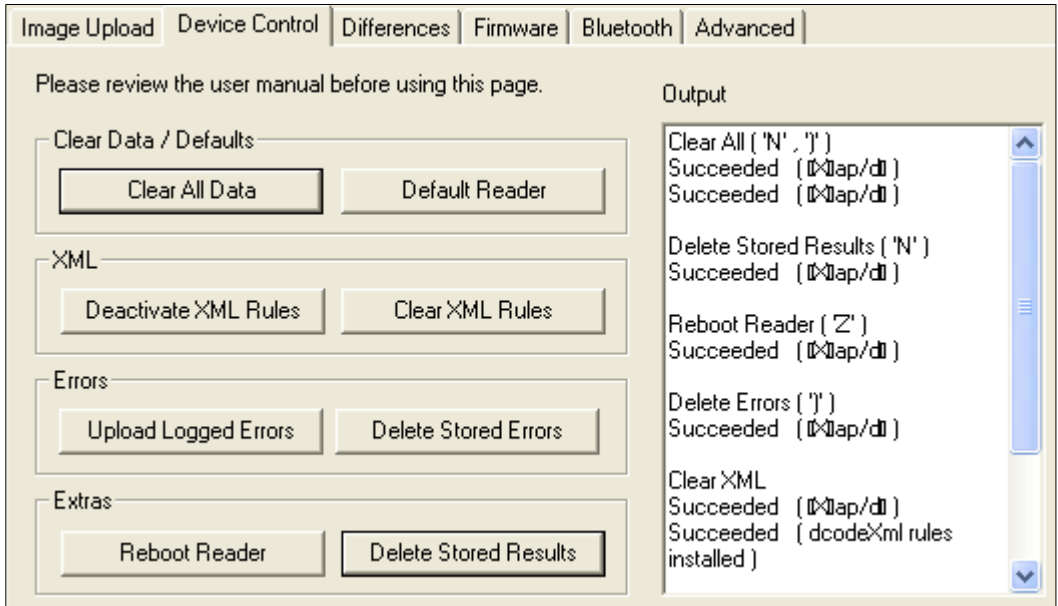 Image Upload Device Control Differences Firmware Bluetooth Advanced
Please review the user manual before using this page.
Clear Data / Defaults
Clear All Data Default Reader
XML
Deactivate XML Rules Clear XML Rules
Errors
Upload Logged Errors Delete Stored Errors
Extras
Reboot Reader Delete Stored Results
Output
Clear All ( 'N' , ')' )
Succeeded (
Succeeded (
Delete Stored Results ( 'N' )
Succeeded (
Reboot Reader ( 'Z' )
Succeeded (
Delete Errors ( ')' )
Succeeded (
Clear XML
Succeeded (
Succeeded ( dcodeXml rules
installed )